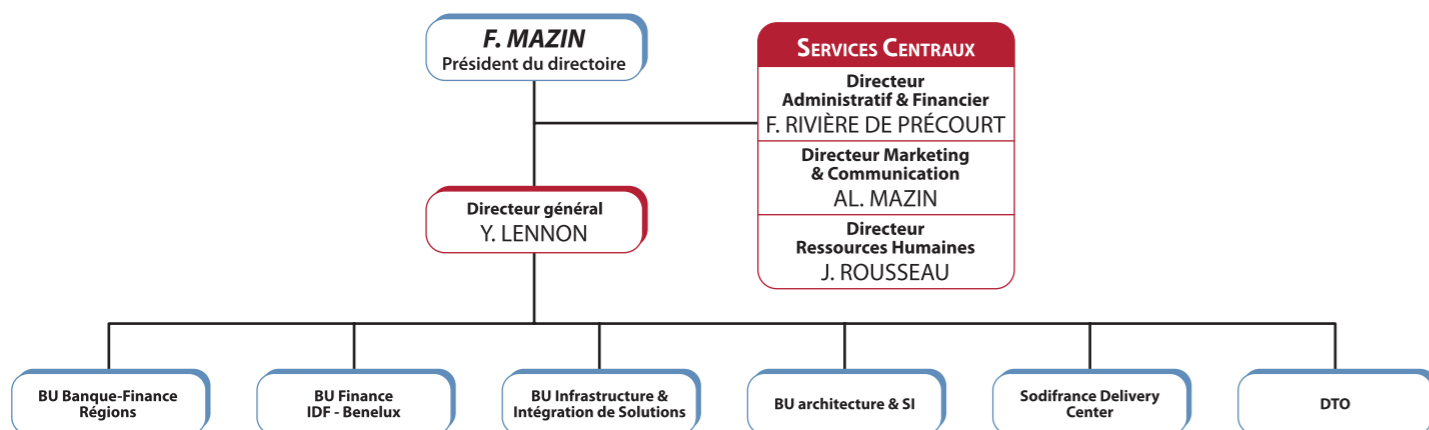 F. MAZIN
Président du directoire
SERVICES CENTRAUX
Directeur
Administratif & Financier
F. RIVIÈRE DE PRÉCOURT
Directeur Marketing
& Communication
AL. MAZIN
Directeur
Ressources Humaines
J. ROUSSEAU
Directeur général
Y. LENNON
BU Banque-Finance
Régions
BU Finance
IDF - Benelux
BU Infrastructure &
Intégration de Solutions
BU architecture & SI
Sodifrance Delivery
Center
DTO